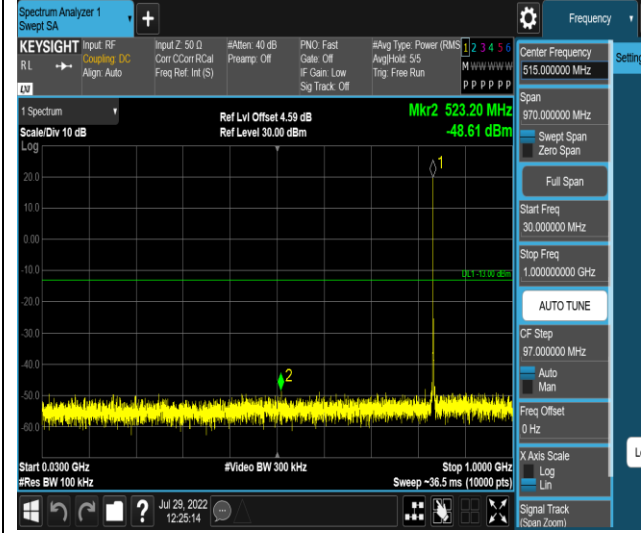 Spectrum Analyzer 1
Swept SA
+
Frequency
KEYSIGHT
RL
LXI
Input: RF
Coupling: DC
Align: Auto
Input Z: 50 Ω
Corr CCorr RCal
Freq Ref: Int (S)
#Atten: 40 dB
Preamp: Off
PNO: Fast
Gate: Off
IF Gain: Low
Sig Track: Off
#Avg Type: Power (RMS
Avg|Hold: 5/5
Trig: Free Run
1 2 3 4 5 6
M W W W W W
P P P P P P
1 Spectrum
Scale/Div 10 dB
Ref Lvl Offset 4.59 dB
Ref Level 30.00 dBm
Mkr2 523.20 MHz
-48.61 dBm
Log
1
20.0
10.0
0.00
-10.0
DL1 -13.00 dBm
-20.0
-30.0
-40.0
2
-50.0
-60.0
Start 0.0300 GHz
#Video BW 300 kHz
Stop 1.0000 GHz
#Res BW 100 kHz
Sweep ~36.5 ms (10000 pts)
?
Jul 29, 2022
12:25:14
Center Frequency
515.000000 MHz
Span
970.000000 MHz
Swept Span
Zero Span
Full Span
Start Freq
30.000000 MHz
Stop Freq
1.000000000 GHz
AUTO TUNE
CF Step
97.000000 MHz
Auto
Man
Freq Offset
0 Hz
X Axis Scale
Log
Lin
Signal Track
(Span Zoom)
Setting